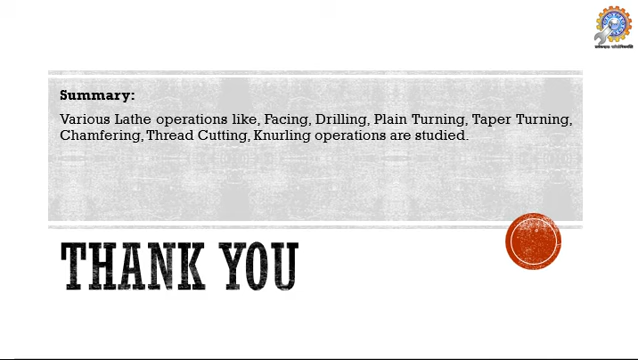 Summary:
Various Lathe operations like, Facing, Drilling, Plain Turning, Taper Turning,
Chamfering, Thread Cutting, Knurling operations are studied.
THANK YOU